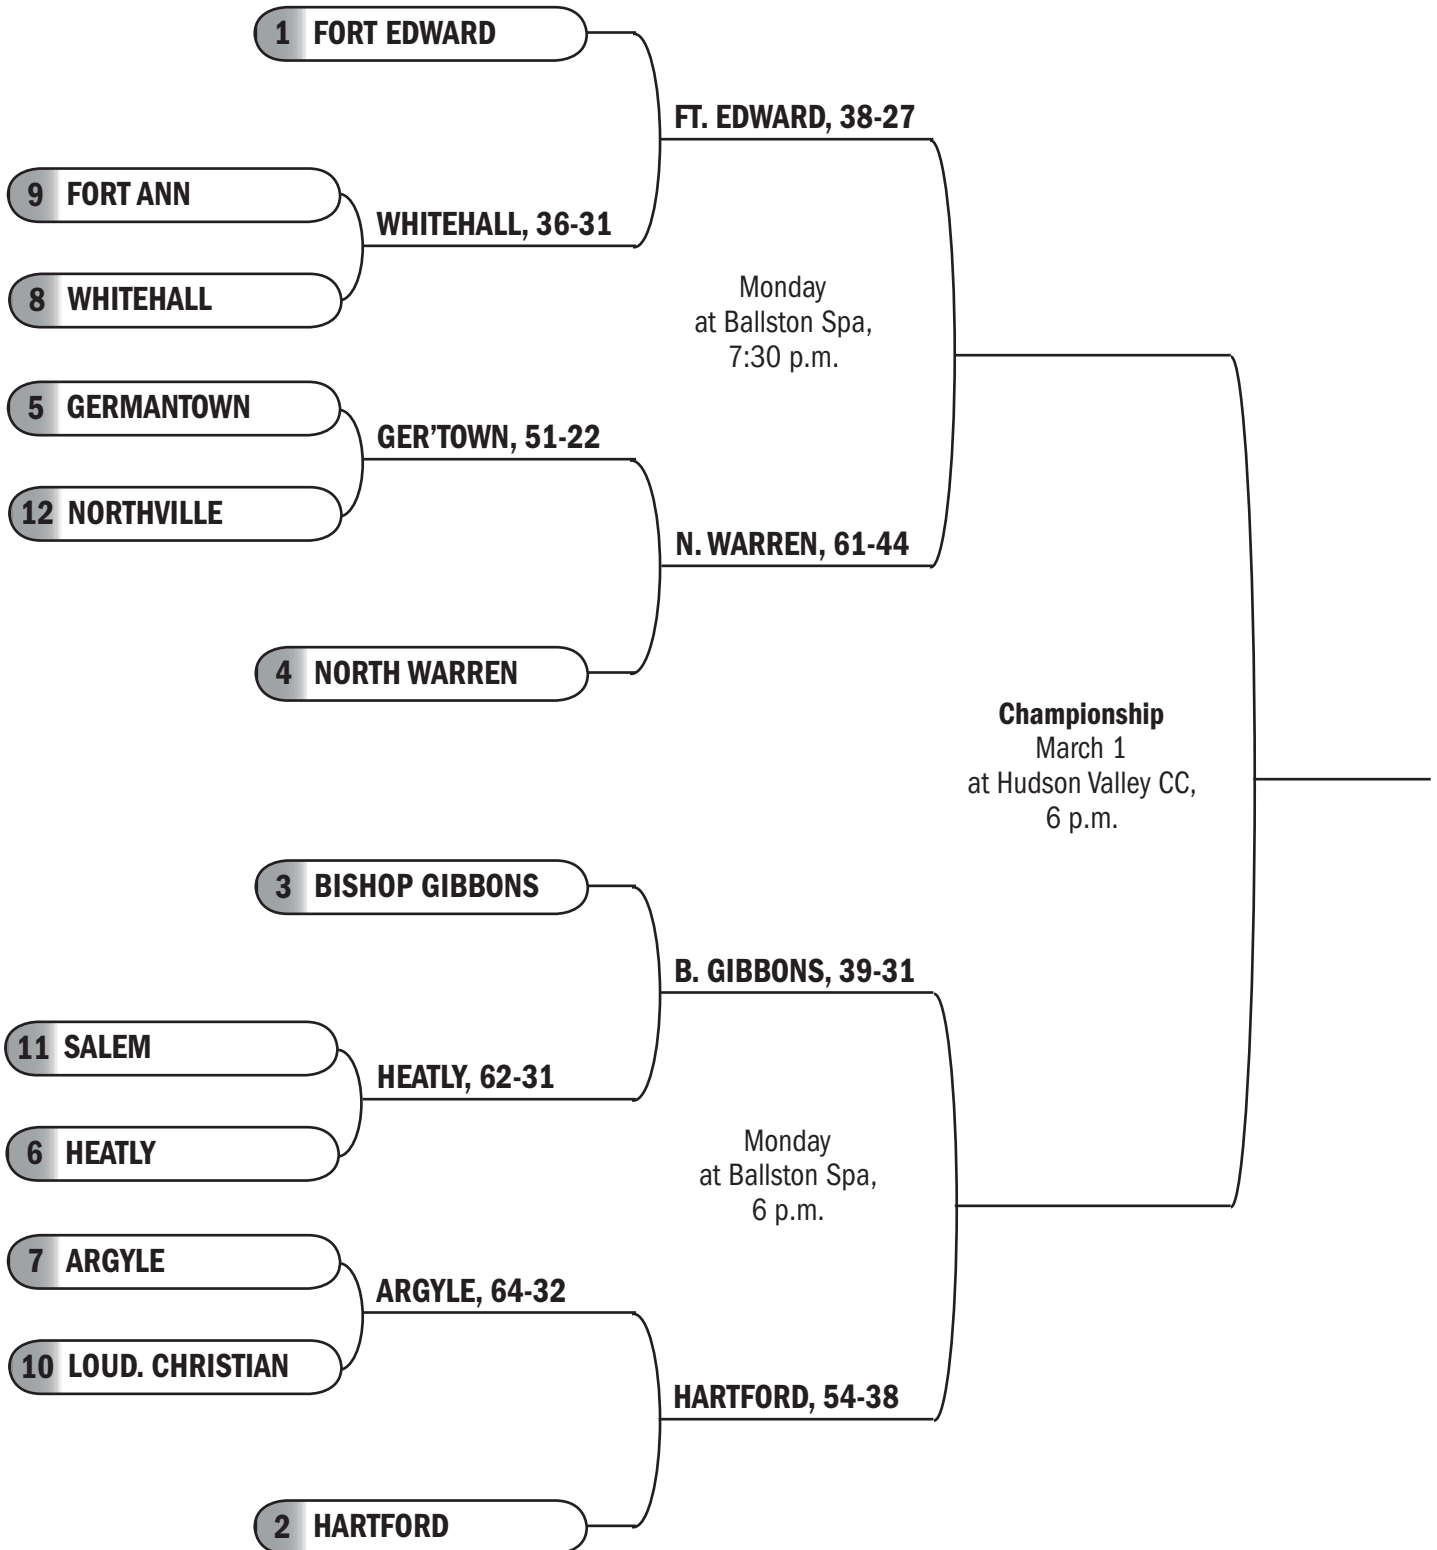 1 FORT EDWARD
FT. EDWARD, 38-27
9 FORT ANN
WHITEHALL, 36-31
8 WHITEHALL
Monday
at Ballston Spa,
7:30 p.m.
5 GERMANTOWN
GER’TOWN, 51-22
12 NORTHVILLE
N. WARREN, 61-44
4 NORTH WARREN
Championship
March 1
at Hudson Valley CC,
6 p.m.
3 BISHOP GIBBONS
B. GIBBONS, 39-31
11 SALEM
HEATLY, 62-31
6 HEATLY
Monday
at Ballston Spa,
6 p.m.
7 ARGYLE
ARGYLE, 64-32
10 LOUD. CHRISTIAN
HARTFORD, 54-38
2 HARTFORD